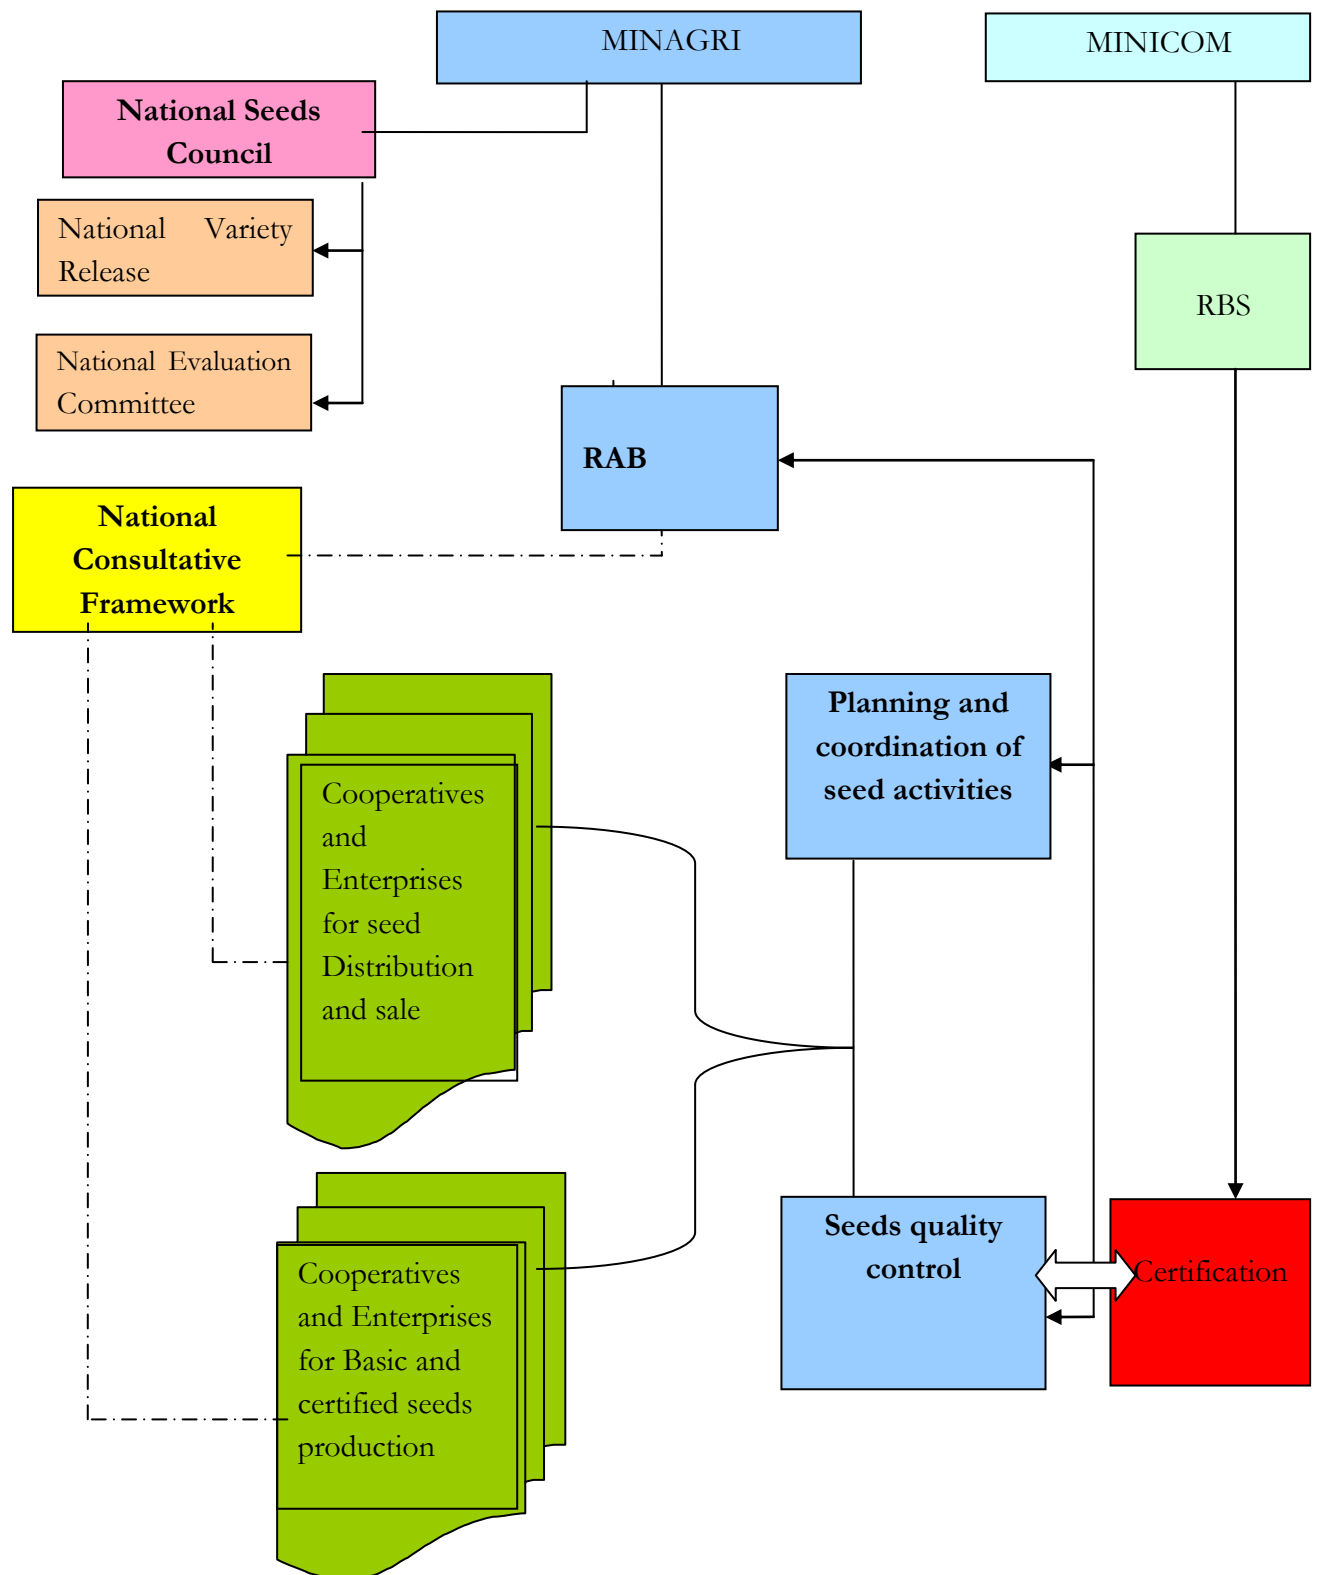 MINAGRI
MINICOM
National Seeds
Council
National Variety
Release
RBS
National Evaluation
Committee
RAB
National
Consultative
Framework
Planning and
coordination of
seed activities
Cooperatives
and
Enterprises
for seed
Distribution
and sale
Seeds quality
control
Certification
Cooperatives
and Enterprises
for Basic and
certified seeds
production